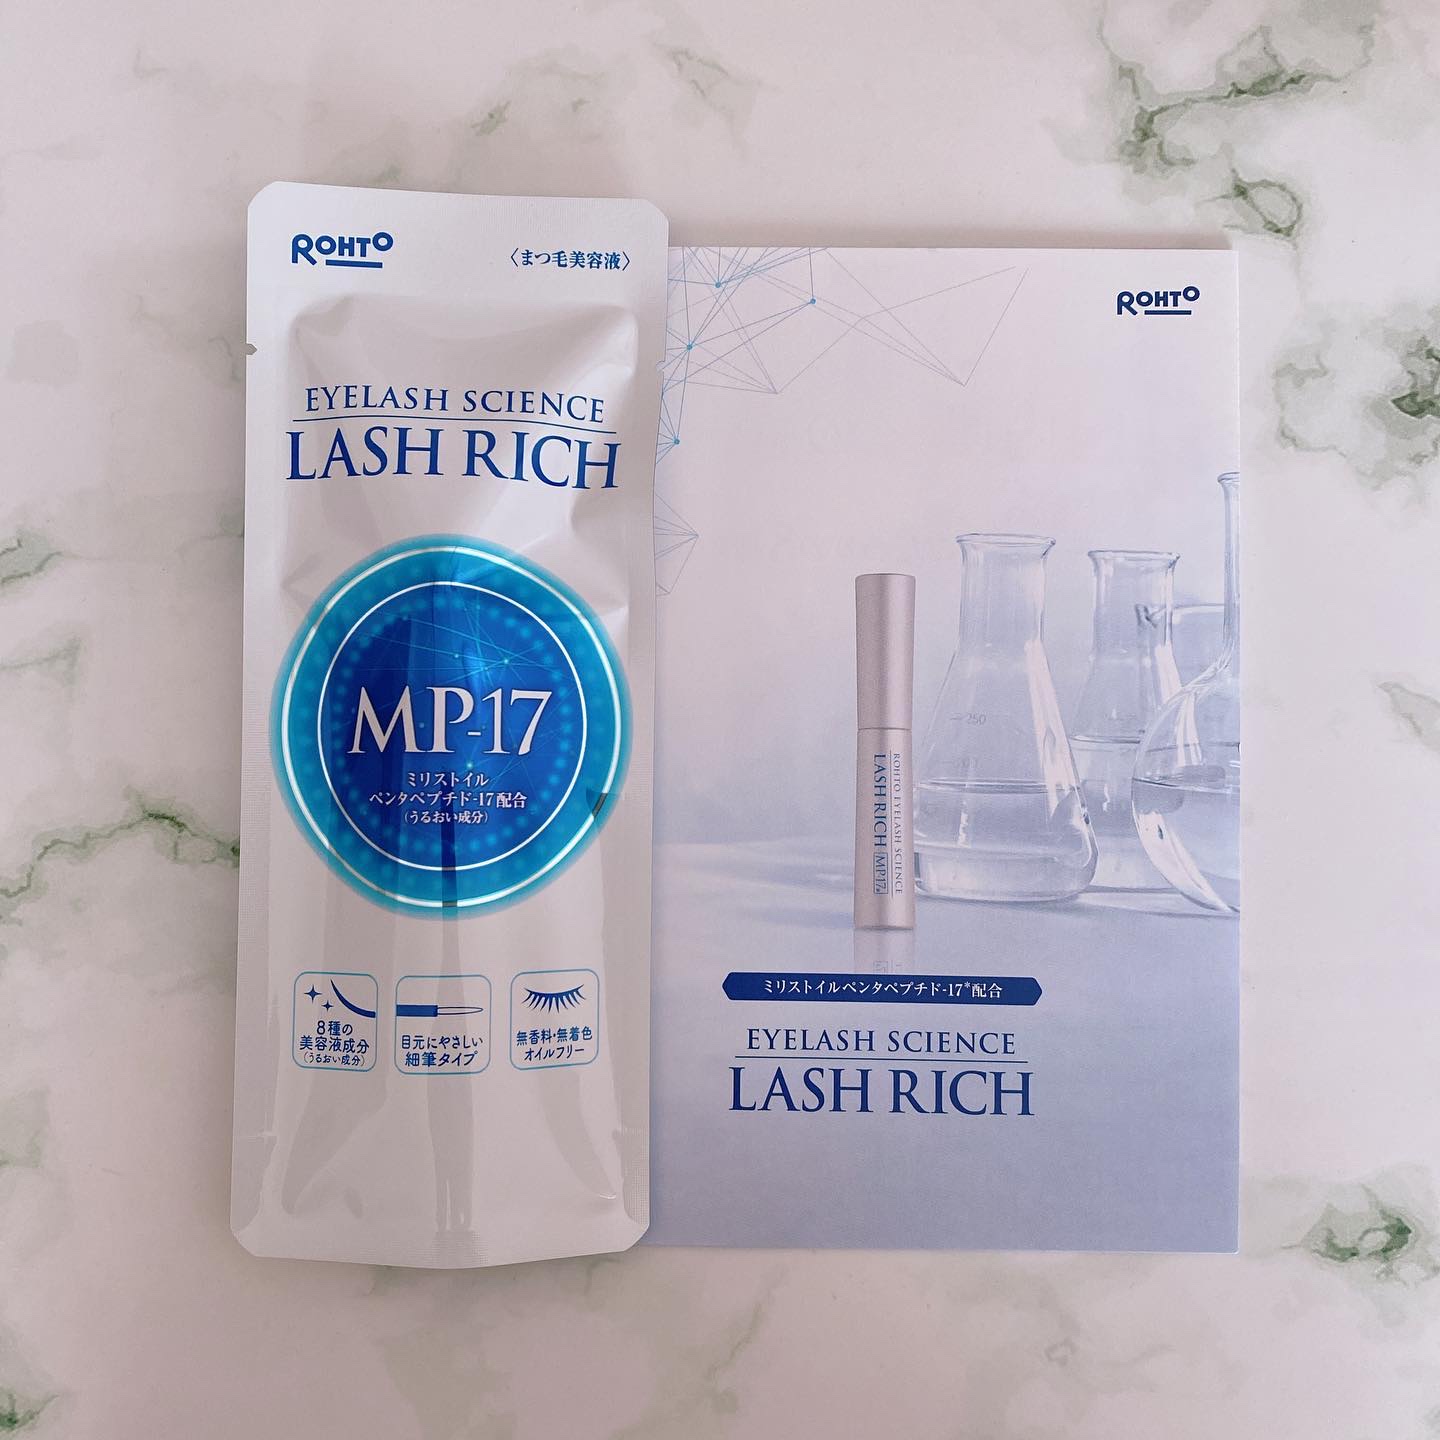 ROHTO
〈まつ毛美容液〉
EYELASH SCIENCE
LASH RICH
MP-17
ミリストイル
ペンタペプチド-17配合
(うるおい成分)
8種の
美容液成分
(うるおい成分)
目元にやさしい
細筆タイプ
無香料・無着色
オイルフリー
ROHTO
250
ROHTO EYELASH SCIENCE
LASH RICH MP17
ミリストイルペンタペプチド-17*配合
EYELASH SCIENCE
LASH RICH